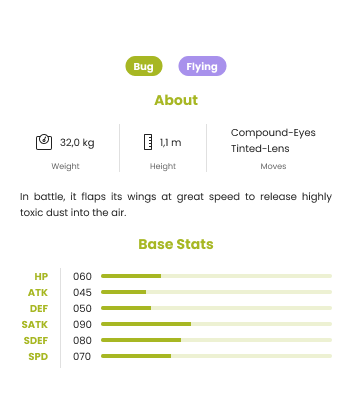 Bug Flying
About
32,0 kg 1,1 m Compound-Eyes
Tinted-Lens
Weight Height Moves
In battle, it flaps its wings at great speed to release highly
toxic dust into the air.
Base Stats
HP 060
ATK 045
DEF 050
SATK 090
SDEF 080
SPD 070